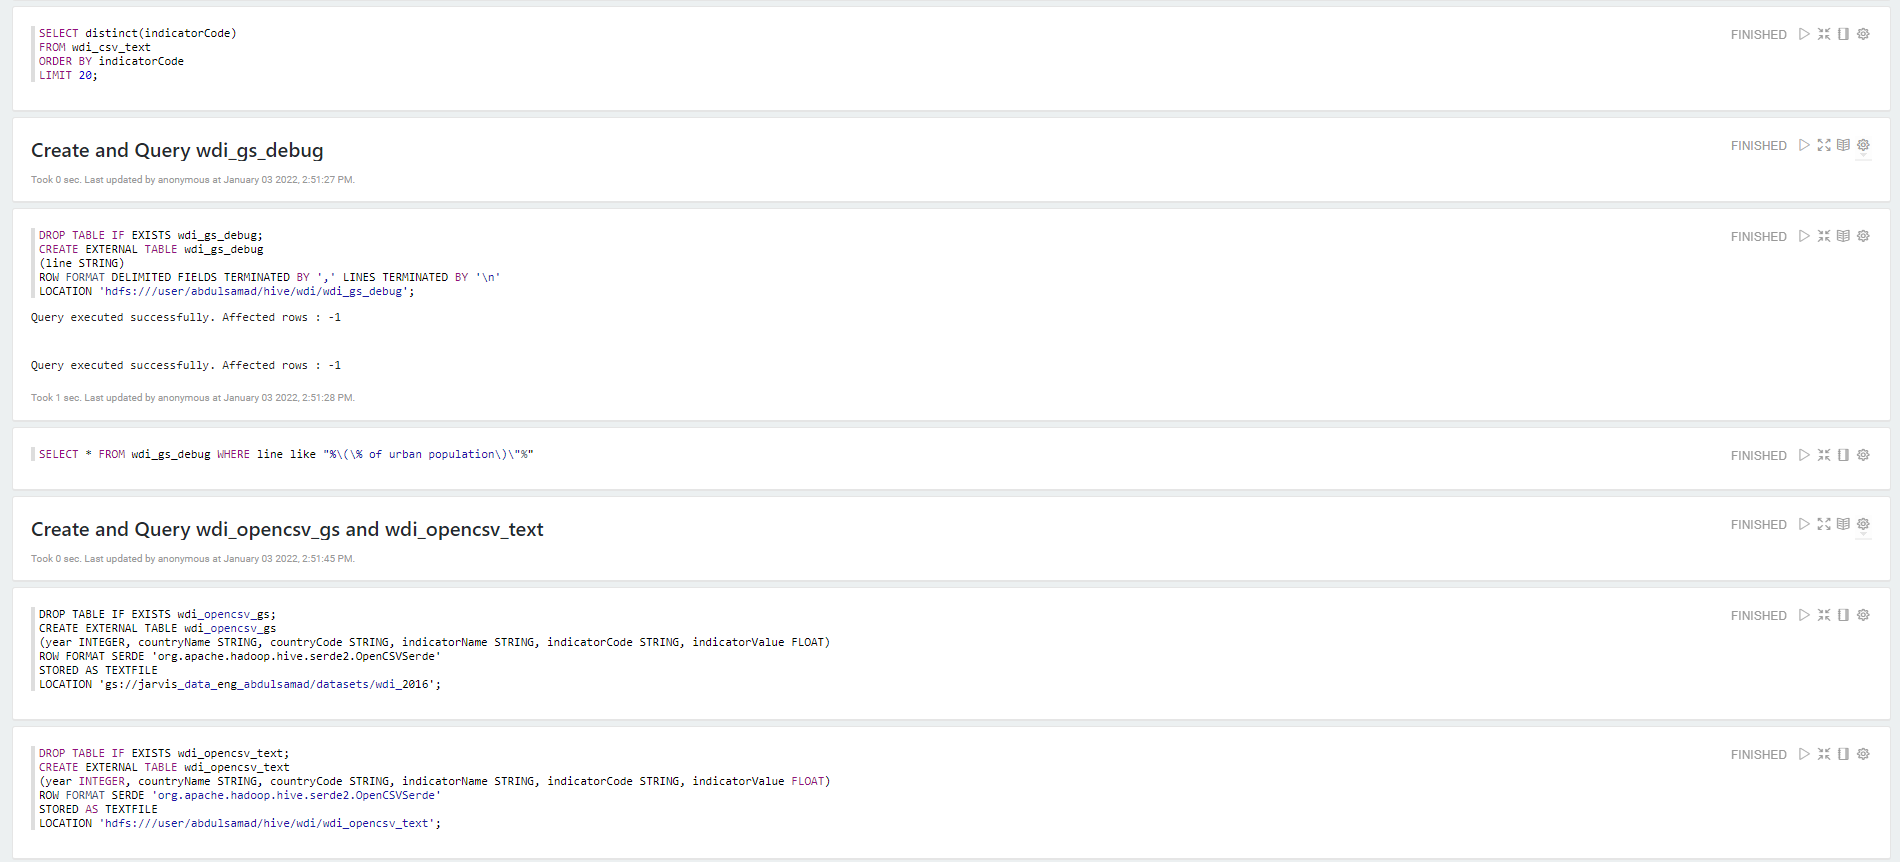 SELECT distinct(indicatorCode)
FINISHED
FROM wdi_csv_text
ORDER BY indicatorCode
LIMIT 20;
Create and Query wdi_gs_debug
FINISHED
Took 0 sec. Last updated by anonymous at January 03 2022, 2:51:27 PM.
DROP TABLE IF EXISTS wdi_gs_debug;
FINISHED
CREATE EXTERNAL TABLE wdi_gs_debug
(line STRING)
ROW FORMAT DELIMITED FIELDS TERMINATED BY ',' LINES TERMINATED BY '\n'
LOCATION 'hdfs:///user/abdulsamad/hive/wdi/wdi_gs_debug';
Query executed successfully. Affected rows : -1
Query executed successfully. Affected rows : -1
Took 1 sec. Last updated by anonymous at January 03 2022, 2:51:28 PM.
SELECT * FROM wdi_gs_debug WHERE line like "%\(\% of urban population\)\"%"
FINISHED
Create and Query wdi_opencsv_gs and wdi_opencsv_text
FINISHED
Took 0 sec. Last updated by anonymous at January 03 2022, 2:51:45 PM.
DROP TABLE IF EXISTS wdi_opencsv_gs;
FINISHED
CREATE EXTERNAL TABLE wdi_opencsv_gs
(year INTEGER, countryName STRING, countryCode STRING, indicatorName STRING, indicatorCode STRING, indicatorValue FLOAT)
ROW FORMAT SERDE 'org.apache.hadoop.hive.serde2.OpenCSVSerde'
STORED AS TEXTFILE
LOCATION 'gs://jarvis_data_eng_abdulsamad/datasets/wdi_2016';
DROP TABLE IF EXISTS wdi_opencsv_text;
FINISHED
CREATE EXTERNAL TABLE wdi_opencsv_text
(year INTEGER, countryName STRING, countryCode STRING, indicatorName STRING, indicatorCode STRING, indicatorValue FLOAT)
ROW FORMAT SERDE 'org.apache.hadoop.hive.serde2.OpenCSVSerde'
STORED AS TEXTFILE
LOCATION 'hdfs:///user/abdulsamad/hive/wdi/wdi_opencsv_text';